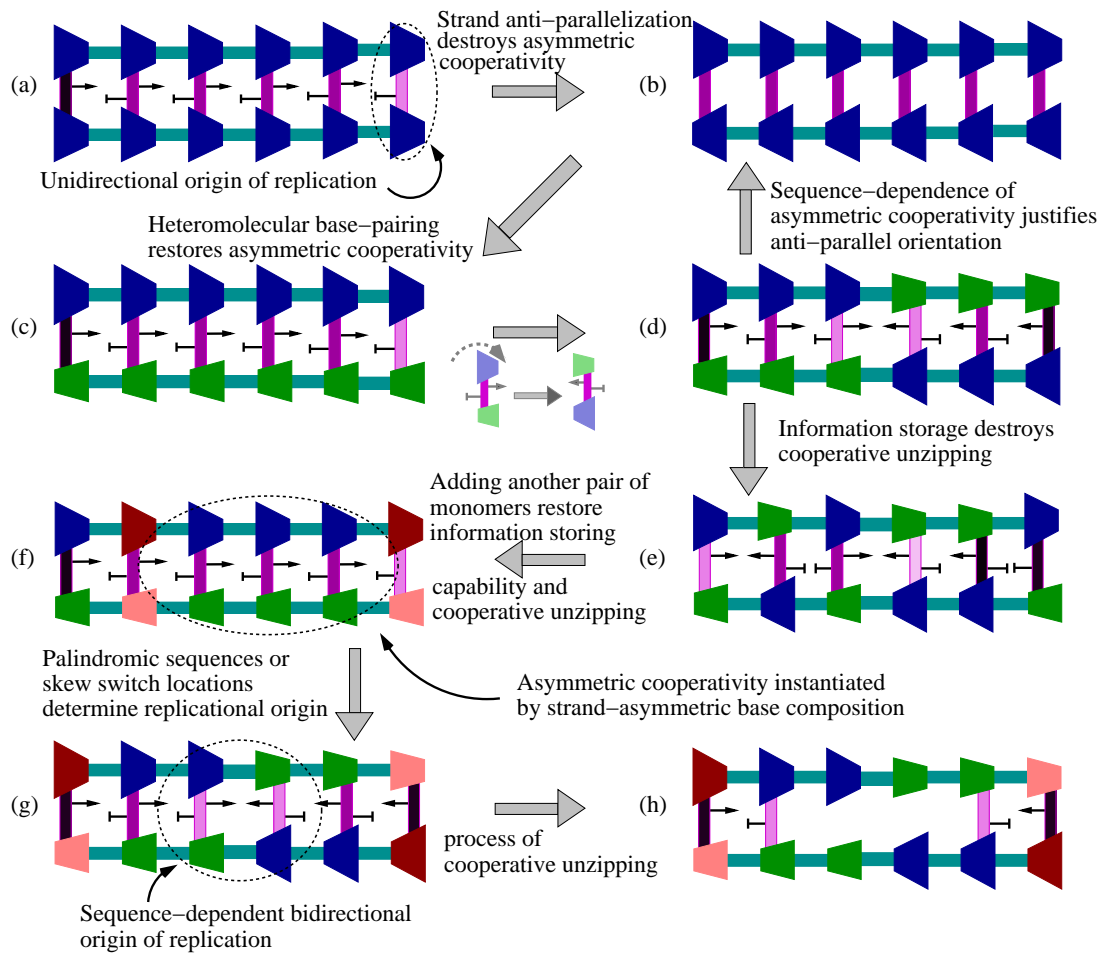 Strand anti−parallelization
destroys asymmetric
cooperativity
(a)
(b)
Unidirectional origin of replication
Heteromolecular base−pairing
restores asymmetric cooperativity
Sequence−dependence of
asymmetric cooperativity justifies
anti−parallel orientation
(c)
(d)
Information storage destroys
cooperative unzipping
Adding another pair of
monomers restore
information storing
(f)
(e)
capability and
cooperative unzipping
Palindromic sequences or
skew switch locations
determine replicational origin
Asymmetric cooperativity instantiated
by strand−asymmetric base composition
(g)
(h)
process of
cooperative unzipping
Sequence−dependent bidirectional
origin of replication